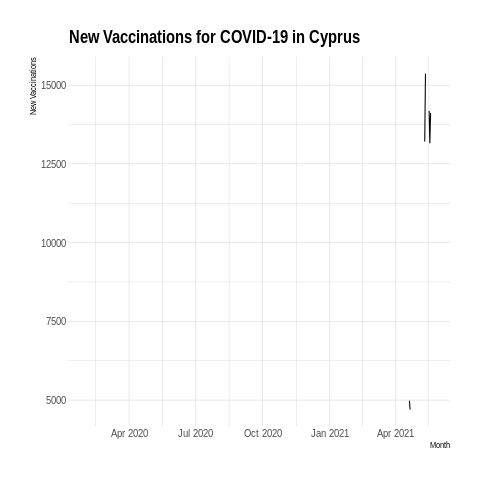 New Vaccinations for COVID-19 in Cyprus
New Vaccinations
15000
12500
10000
7500
5000
Apr 2020 Jul 2020 Oct 2020 Jan 2021 Apr 2021
Month